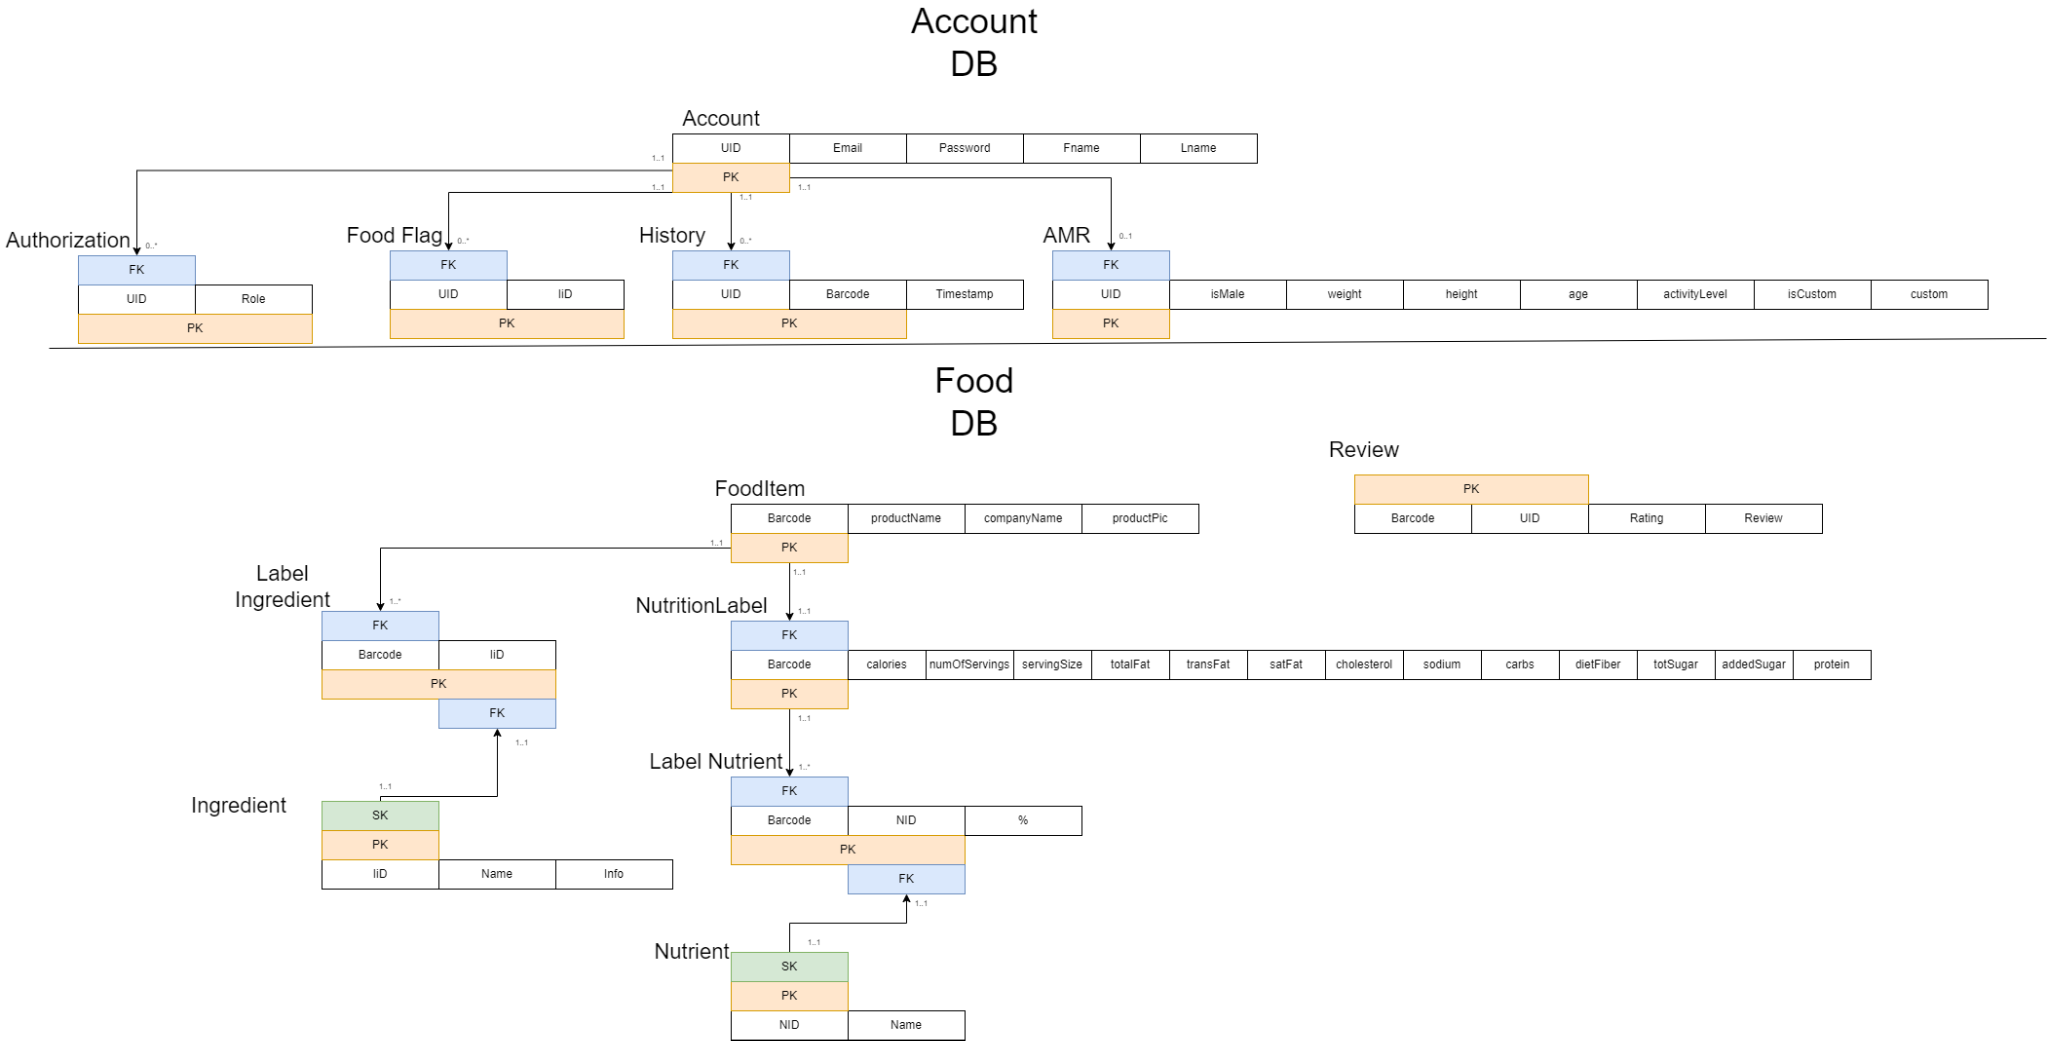 Account
DB
Account
UID Email Password Fname Lname
1..1
PK
1..1 1..1 1..1
Authorization 0..*
Food Flag 0..*
History 0..*
AMR 0..1
FK FK FK FK
UID Role
UID IiD
UID Barcode Timestamp
UID isMale weight height age activityLevel isCustom custom
PK PK PK PK
Food
DB
Review
PK
Barcode UID Rating Review
FoodItem
Barcode productName companyName productPic
1..1 PK
1..1
Label
Ingredient 1..*
FK
Barcode IiD
PK
FK
1..1
NutritionLabel 1..1
FK
Barcode calories numOfServings servingSize totalFat transFat satFat cholesterol sodium carbs dietFiber totSugar addedSugar protein
PK
1..1
Label Nutrient 1..*
FK
Barcode NID %
PK
FK
1..1
1..1
Ingredient
SK
PK
IiD Name Info
1..1
Nutrient
SK
PK
NID Name